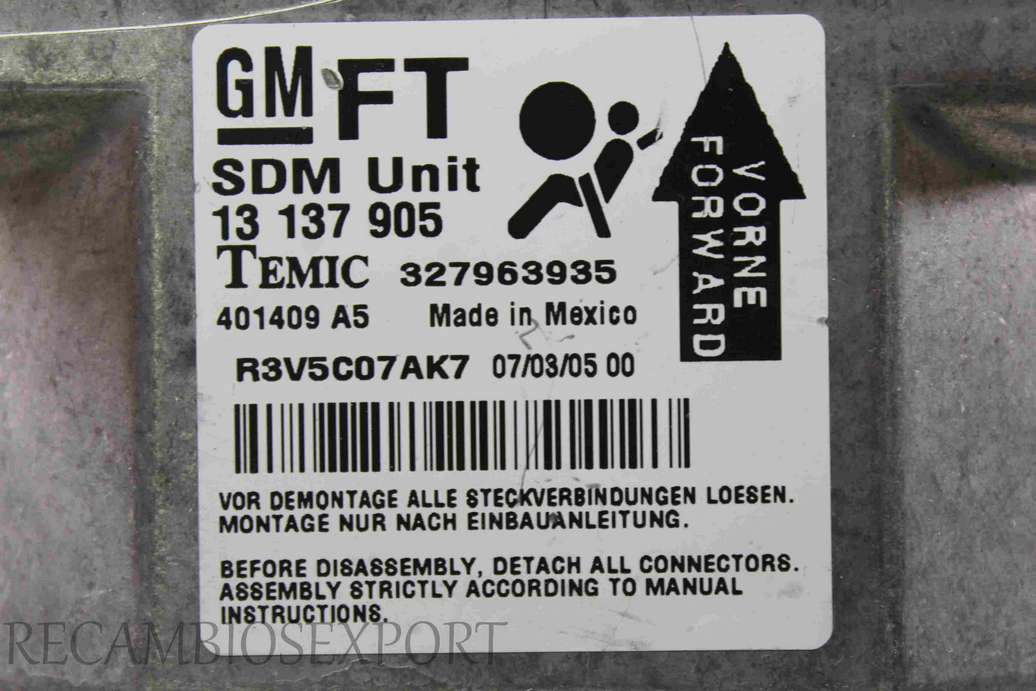 GM FT
SDM Unit
13 137 905
TEMIC 327963935
401409 A5 Made in Mexico
R3V5C07AK7 07/03/05 00
VORNE
FORWARD
VOR DEMONTAGE ALLE STECKVERBINDUNGEN LOESEN.
MONTAGE NUR NACH EINBAUANLEITUNG.
BEFORE DISASSEMBLY, DETACH ALL CONNECTORS.
ASSEMBLY STRICTLY ACCORDING TO MANUAL
INSTRUCTIONS.
RECAMBIOSEXPORT